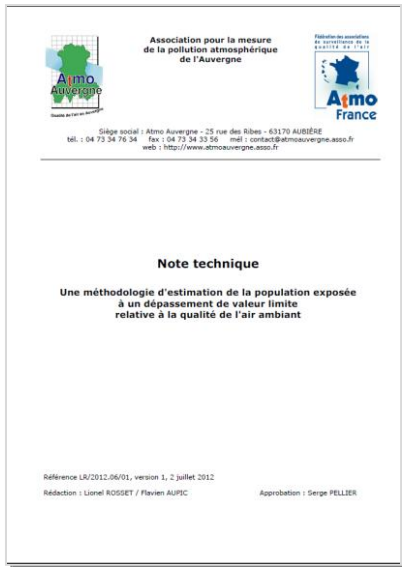 Association pour la mesure
de la pollution atmosphérique
de l'Auvergne
Fédération des associations
de surveillance de la
qualité de l'air
Atmo
Auvergne
Qualité de l'air en Auvergne
Atmo
France
Siège social : Atmo Auvergne - 25 rue des Ribes - 63170 AUBIÈRE
tél. : 04 73 34 76 34 fax : 04 73 34 33 56 mél : contact@atmoauvergne.asso.fr
web : http://www.atmoauvergne.asso.fr
Note technique
Une méthodologie d'estimation de la population exposée
à un dépassement de valeur limite
relative à la qualité de l'air ambiant
Référence LR/2012.06/01, version 1, 2 juillet 2012
Rédaction : Lionel ROSSET / Flavien AUPIC Approbation : Serge PELLIER